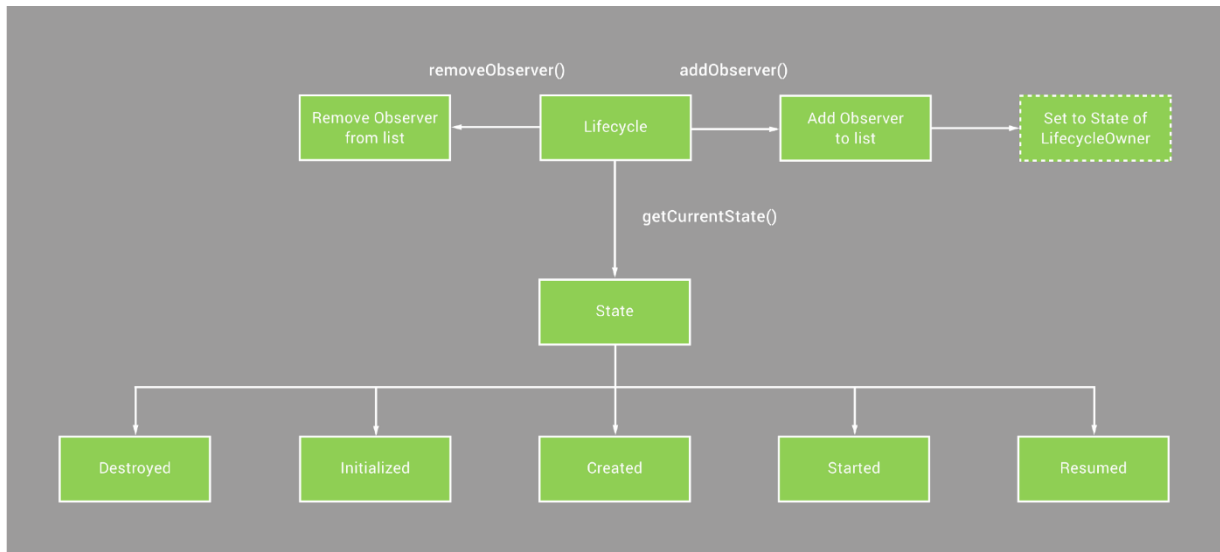 removeObserver()
addObserver()
Remove Observer
from list
Lifecycle
Add Observer
to list
Set to State of
LifecycleOwner
getCurrentState()
State
Destroyed
Initialized
Created
Started
Resumed